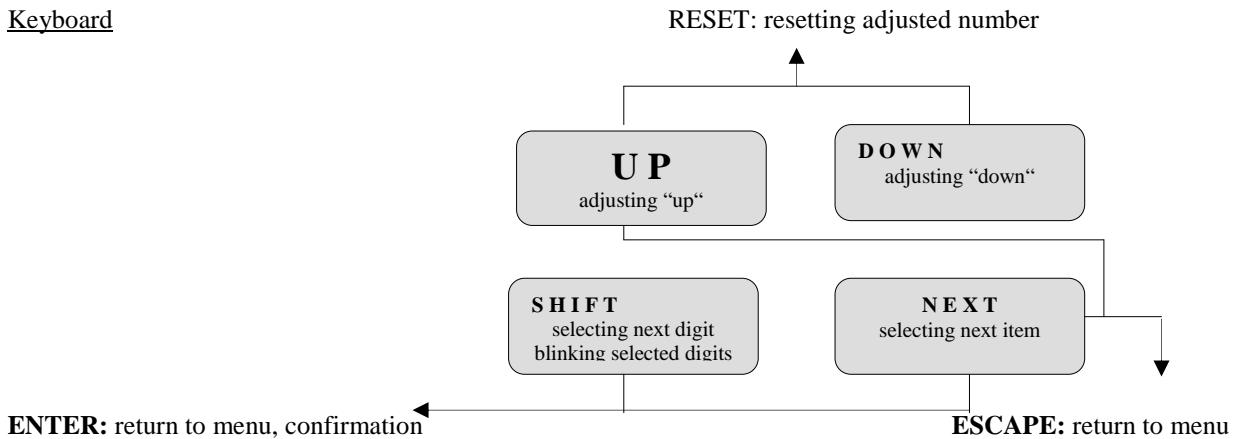 Keyboard
RESET: resetting adjusted number
U P
adjusting “up“
D O W N
adjusting “down“
S H I F T
selecting next digit
blinking selected digits
N E X T
selecting next item
ENTER: return to menu, confirmation
ESCAPE: return to menu